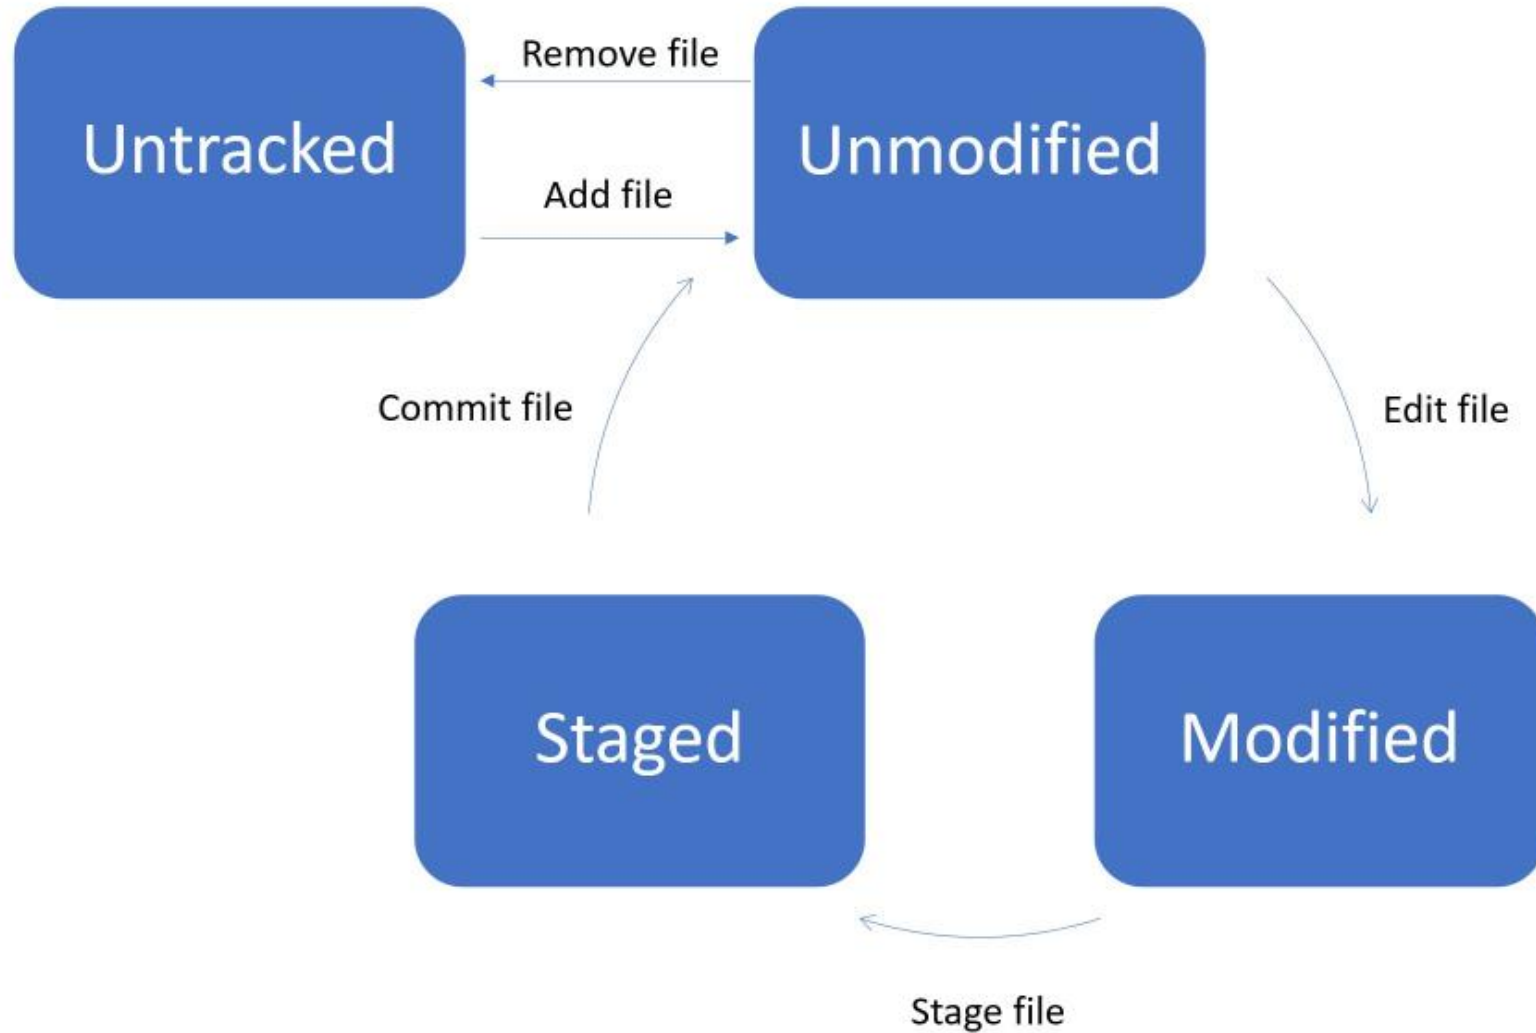 Remove file
Untracked
Unmodified
Add file
Commit file
Edit file
Staged
Modified
Stage file